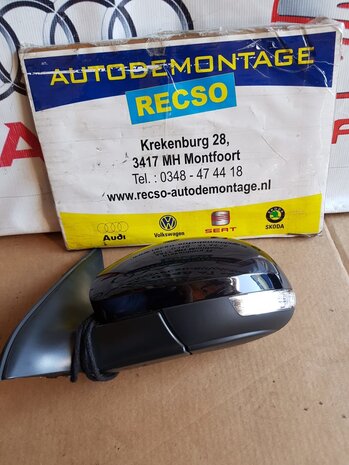 AUTODEMONTAGE
RECSO
Krekenburg 28,
3417 MH Montfoort
Tel. : 0348 - 47 44 18
www.recso-autodemontage.nl
Audi Volkswagen SEAT SKODA